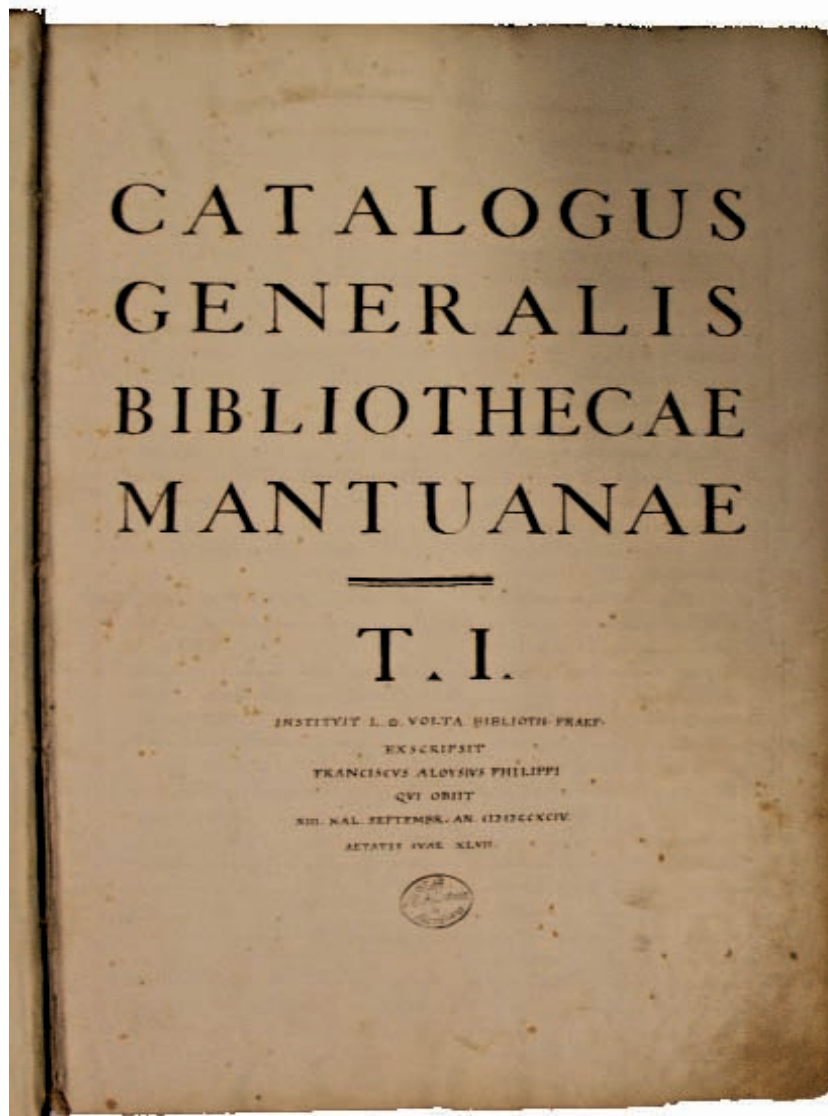 CATALOGUS
GENERALIS
BIBLIOTHECAE
MANTUANAE
T. I.
INSTITVIT L. C. VOLTA BIBLIOTH. PRAEF.
EXSCRIPSIT
FRANCISCVS ALOYSIVS PHILIPPI
QVI OBIIT
XIII. KAL. SEPTEMBR. AN.
AETATIS SVAE XLVII.